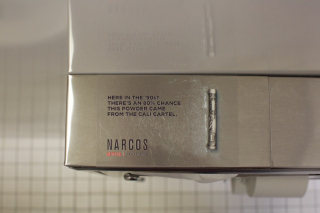 HERE IN THE '90s?
THERE'S AN 80% CHANCE
THIS POWDER CAME
FROM THE CALI CARTEL.
NARCOS